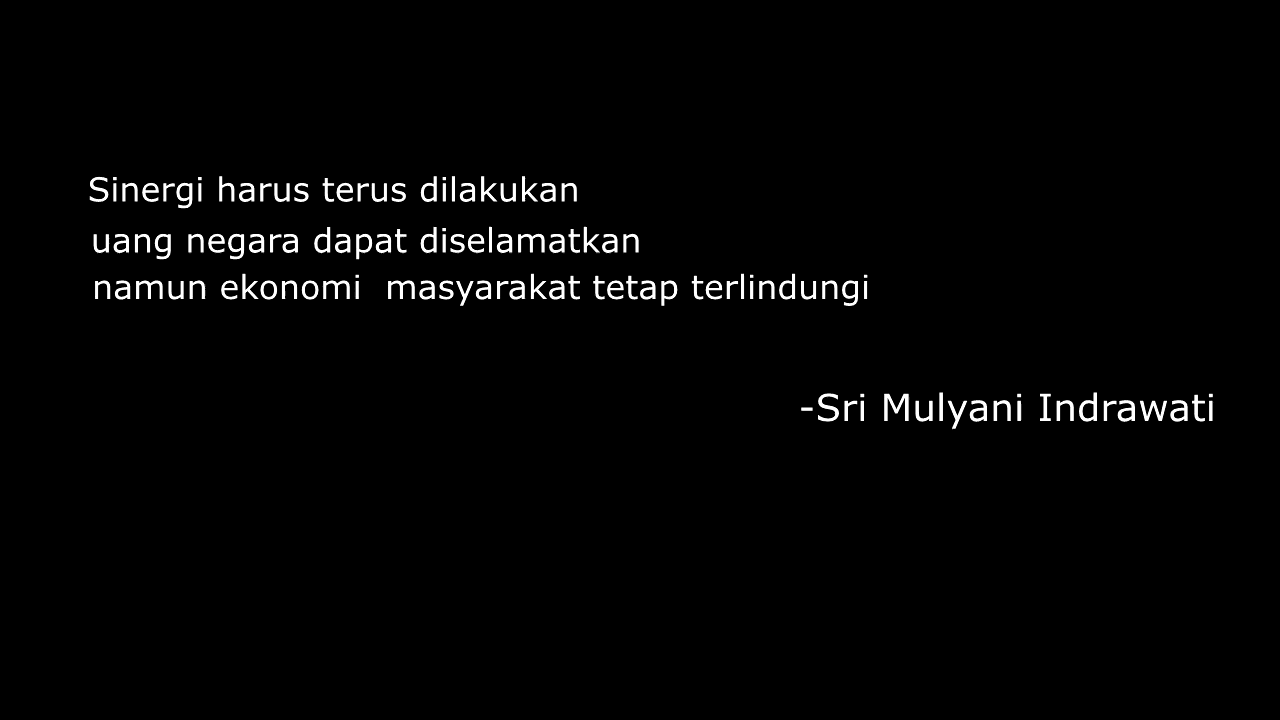 Sinergi harus terus dilakukan
uang negara dapat diselamatkan
namun ekonomi  masyarakat tetap terlindungi
-Sri Mulyani Indrawati